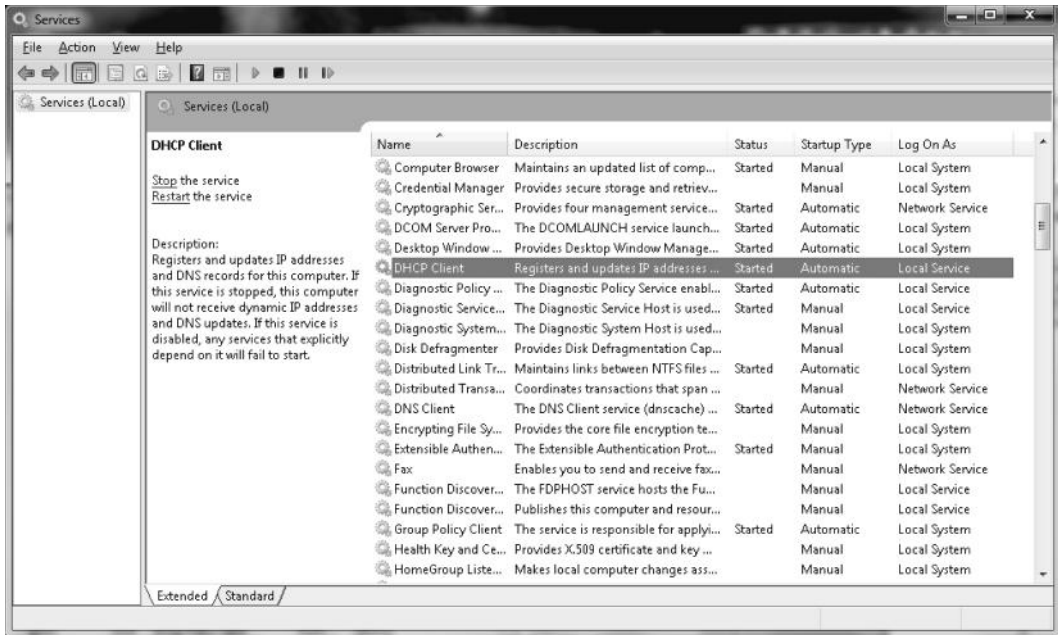 Services
File Action View Help
Services (Local)
Services (Local)
DHCP Client
Stop the service
Restart the service
Description:
Registers and updates IP addresses
and DNS records for this computer. If
this service is stopped, this computer
will not receive dynamic IP addresses
and DNS updates. If this service is
disabled, any services that explicitly
depend on it will fail to start.
Name Description Status Startup Type Log On As
Computer Browser Maintains an updated list of comp... Started Manual Local System
Credential Manager Provides secure storage and retriev... Manual Local System
Cryptographic Ser... Provides four management service... Started Automatic Network Service
DCOM Server Pro... The DCOMLAUNCH service launch... Started Automatic Local System
Desktop Window ... Provides Desktop Window Manage... Started Automatic Local System
DHCP Client Registers and updates IP addresses ... Started Automatic Local Service
Diagnostic Policy ... The Diagnostic Policy Service enabl... Started Automatic Local Service
Diagnostic Service... The Diagnostic Service Host is used... Started Manual Local Service
Diagnostic System... The Diagnostic System Host is used... Manual Local System
Disk Defragmenter Provides Disk Defragmentation Cap... Manual Local System
Distributed Link Tr... Maintains links between NTFS files ... Started Automatic Local System
Distributed Transa... Coordinates transactions that span ... Manual Network Service
DNS Client The DNS Client service (dnscache) ... Started Automatic Network Service
Encrypting File Sy... Provides the core file encryption te... Manual Local System
Extensible Authen... The Extensible Authentication Prot... Started Manual Local System
Fax Enables you to send and receive fax... Manual Network Service
Function Discover... The FDPHOST service hosts the Fu... Manual Local Service
Function Discover... Publishes this computer and resour... Manual Local Service
Group Policy Client The service is responsible for applyi... Started Automatic Local System
Health Key and Ce... Provides X.509 certificate and key ... Manual Local System
HomeGroup Liste... Makes local computer changes ass... Manual Local System
Extended Standard